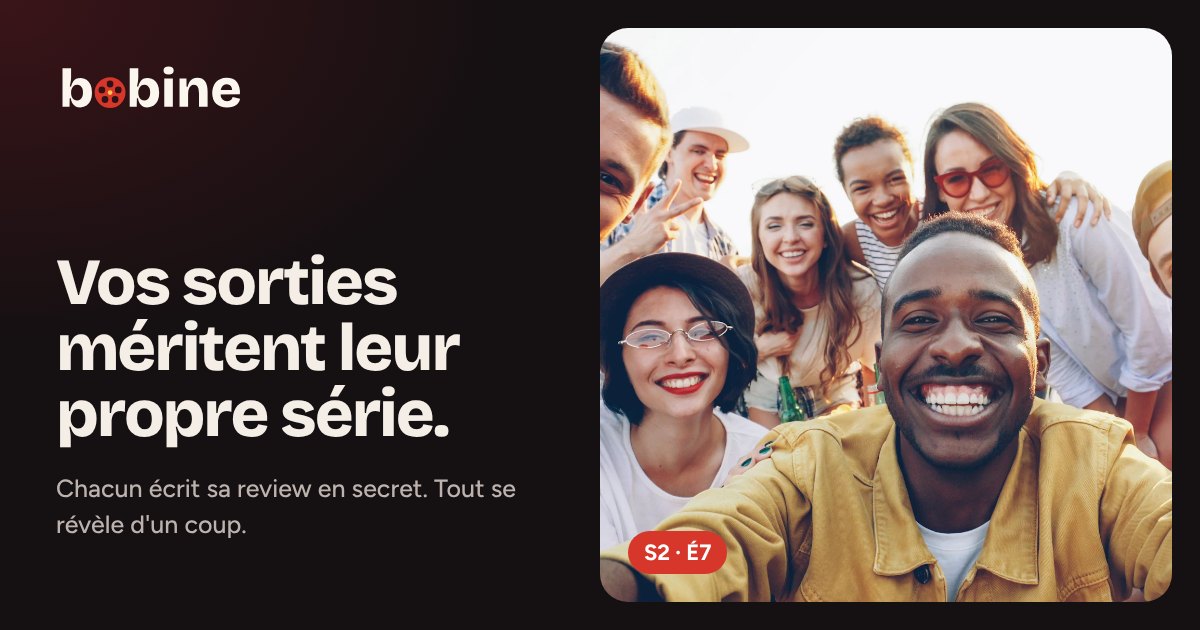 bobine
Vos sorties
méritent leur
propre série.
Chacun écrit sa review en secret. Tout se
révèle d'un coup.
S2 · É7